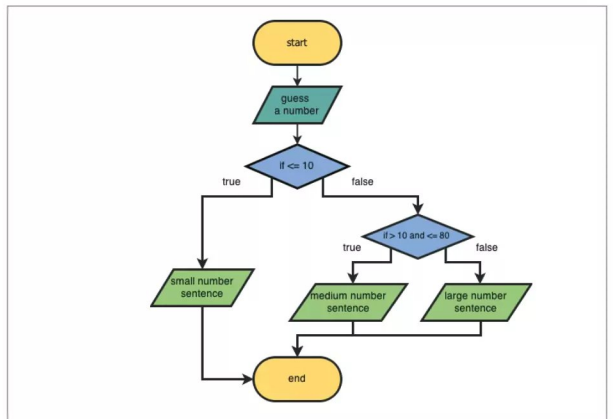 start
guess
a number
if <= 10
true
false
if > 10 and <= 80
true
false
small number
sentence
medium number
sentence
large number
sentence
end